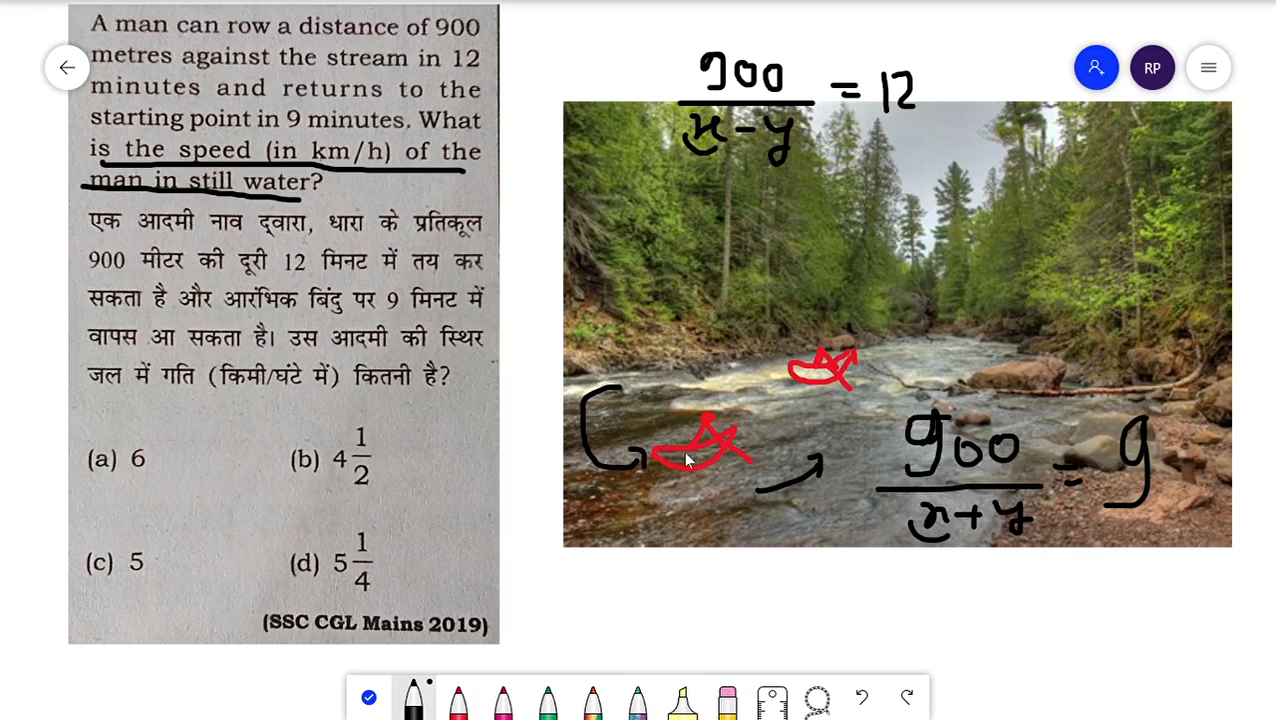 A man can row a distance of 900
metres against the stream in 12
minutes and returns to the
starting point in 9 minutes. What
is the speed (in km/h) of the
man in still water?
एक आदमी नाव द्वारा, धारा के प्रतिकूल
900 मीटर की दूरी 12 मिनट में तय कर
सकता है और आरंभिक बिंदु पर 9 मिनट में
वापस आ सकता है। उस आदमी की स्थिर
जल में गति (किमी/घंटे में) कितनी है?
(a) 6 (b) 4 1/2
(c) 5 (d) 5 1/4
(SSC CGL Mains 2019)
900/x-y = 12
RP
900/x+y = 9